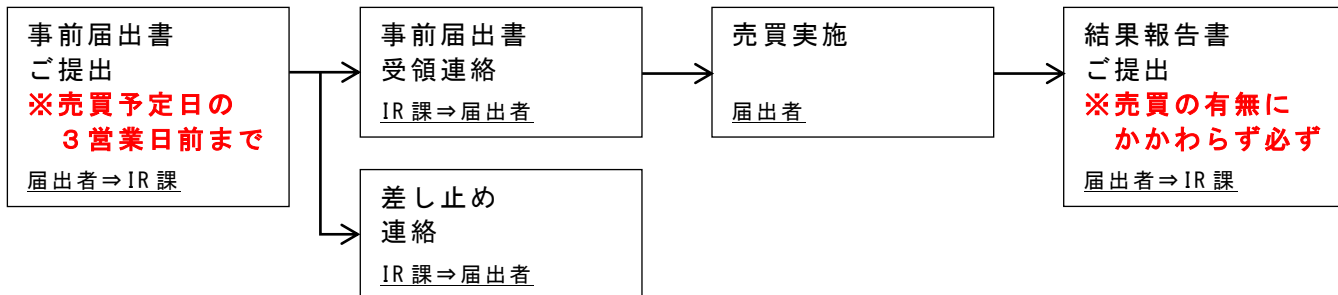 事前届出書
ご提出
※売買予定日の
３営業日前まで
届出者⇒IR課
事前届出書
受領連絡
IR課⇒届出者
売買実施
届出者
結果報告書
ご提出
※売買の有無に
かかわらず必ず
届出者⇒IR課
差し止め
連絡
IR課⇒届出者